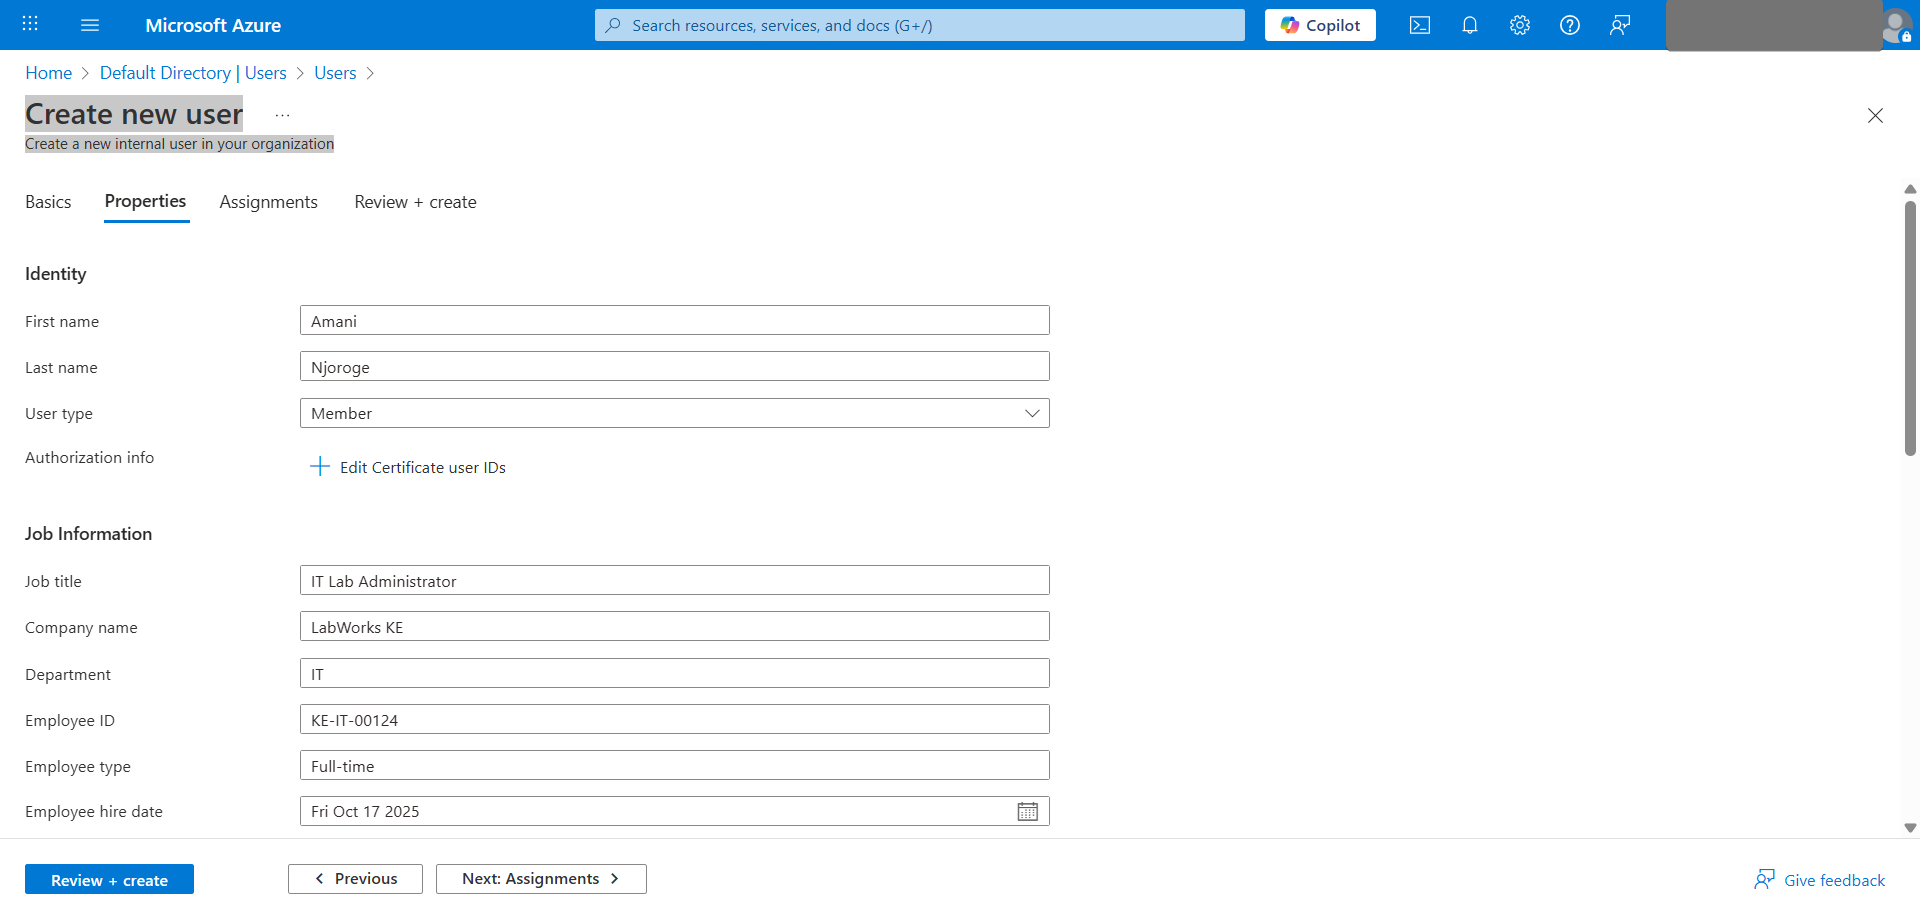 Microsoft Azure
Search resources, services, and docs (G+/)
Copilot
Home > Default Directory | Users > Users >
Create new user ...
Create a new internal user in your organization
Basics Properties Assignments Review + create
Identity
First name Amani
Last name Njoroge
User type Member
Authorization info + Edit Certificate user IDs
Job Information
Job title IT Lab Administrator
Company name LabWorks KE
Department IT
Employee ID KE-IT-00124
Employee type Full-time
Employee hire date Fri Oct 17 2025
Review + create < Previous Next: Assignments > Give feedback